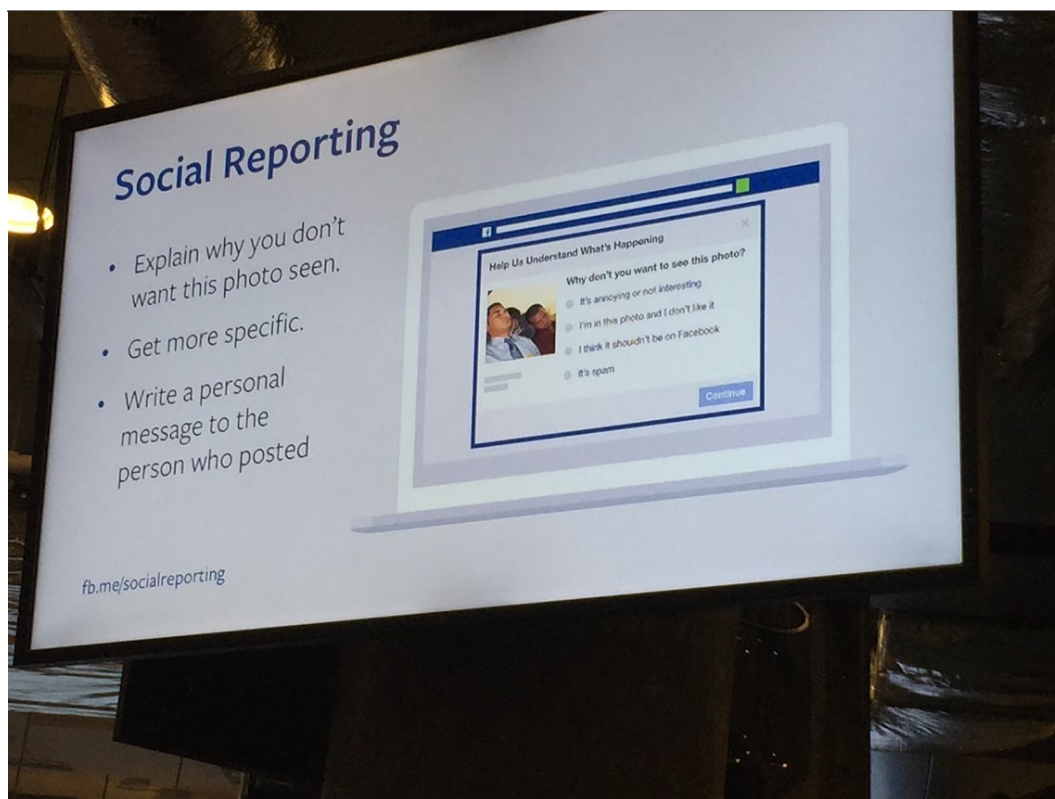 Social Reporting
• Explain why you don't
want this photo seen.
• Get more specific.
• Write a personal
message to the
person who posted
fb.me/socialreporting
f
Help Us Understand What's Happening
Why don't you want to see this photo?
It's annoying or not interesting
I'm in this photo and I don't like it
I think it shouldn't be on Facebook
It's spam
Continue